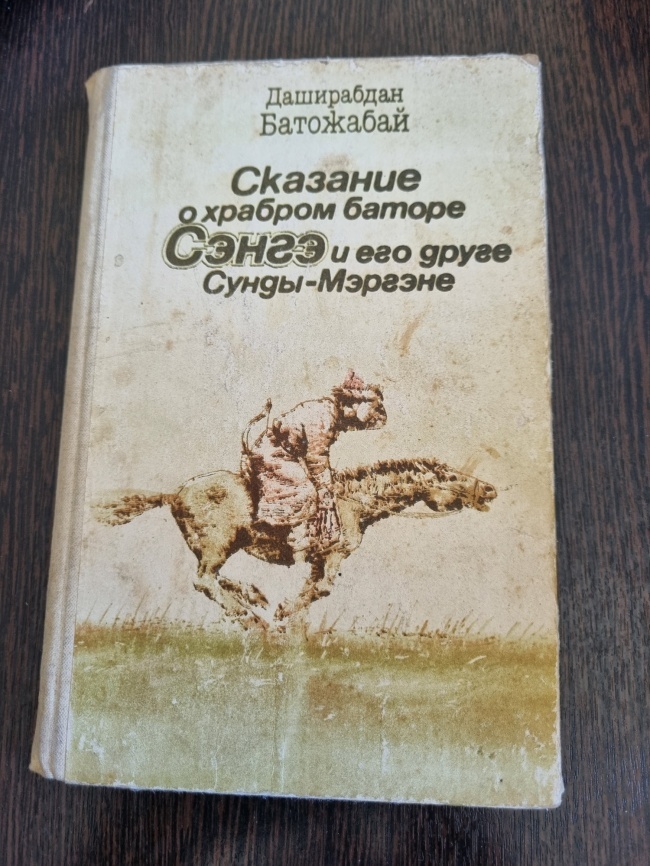 Даширабдан
Батожабай
Сказание
о храбром баторе
Сэнгэ и его друге
Сунды-Мэргэне